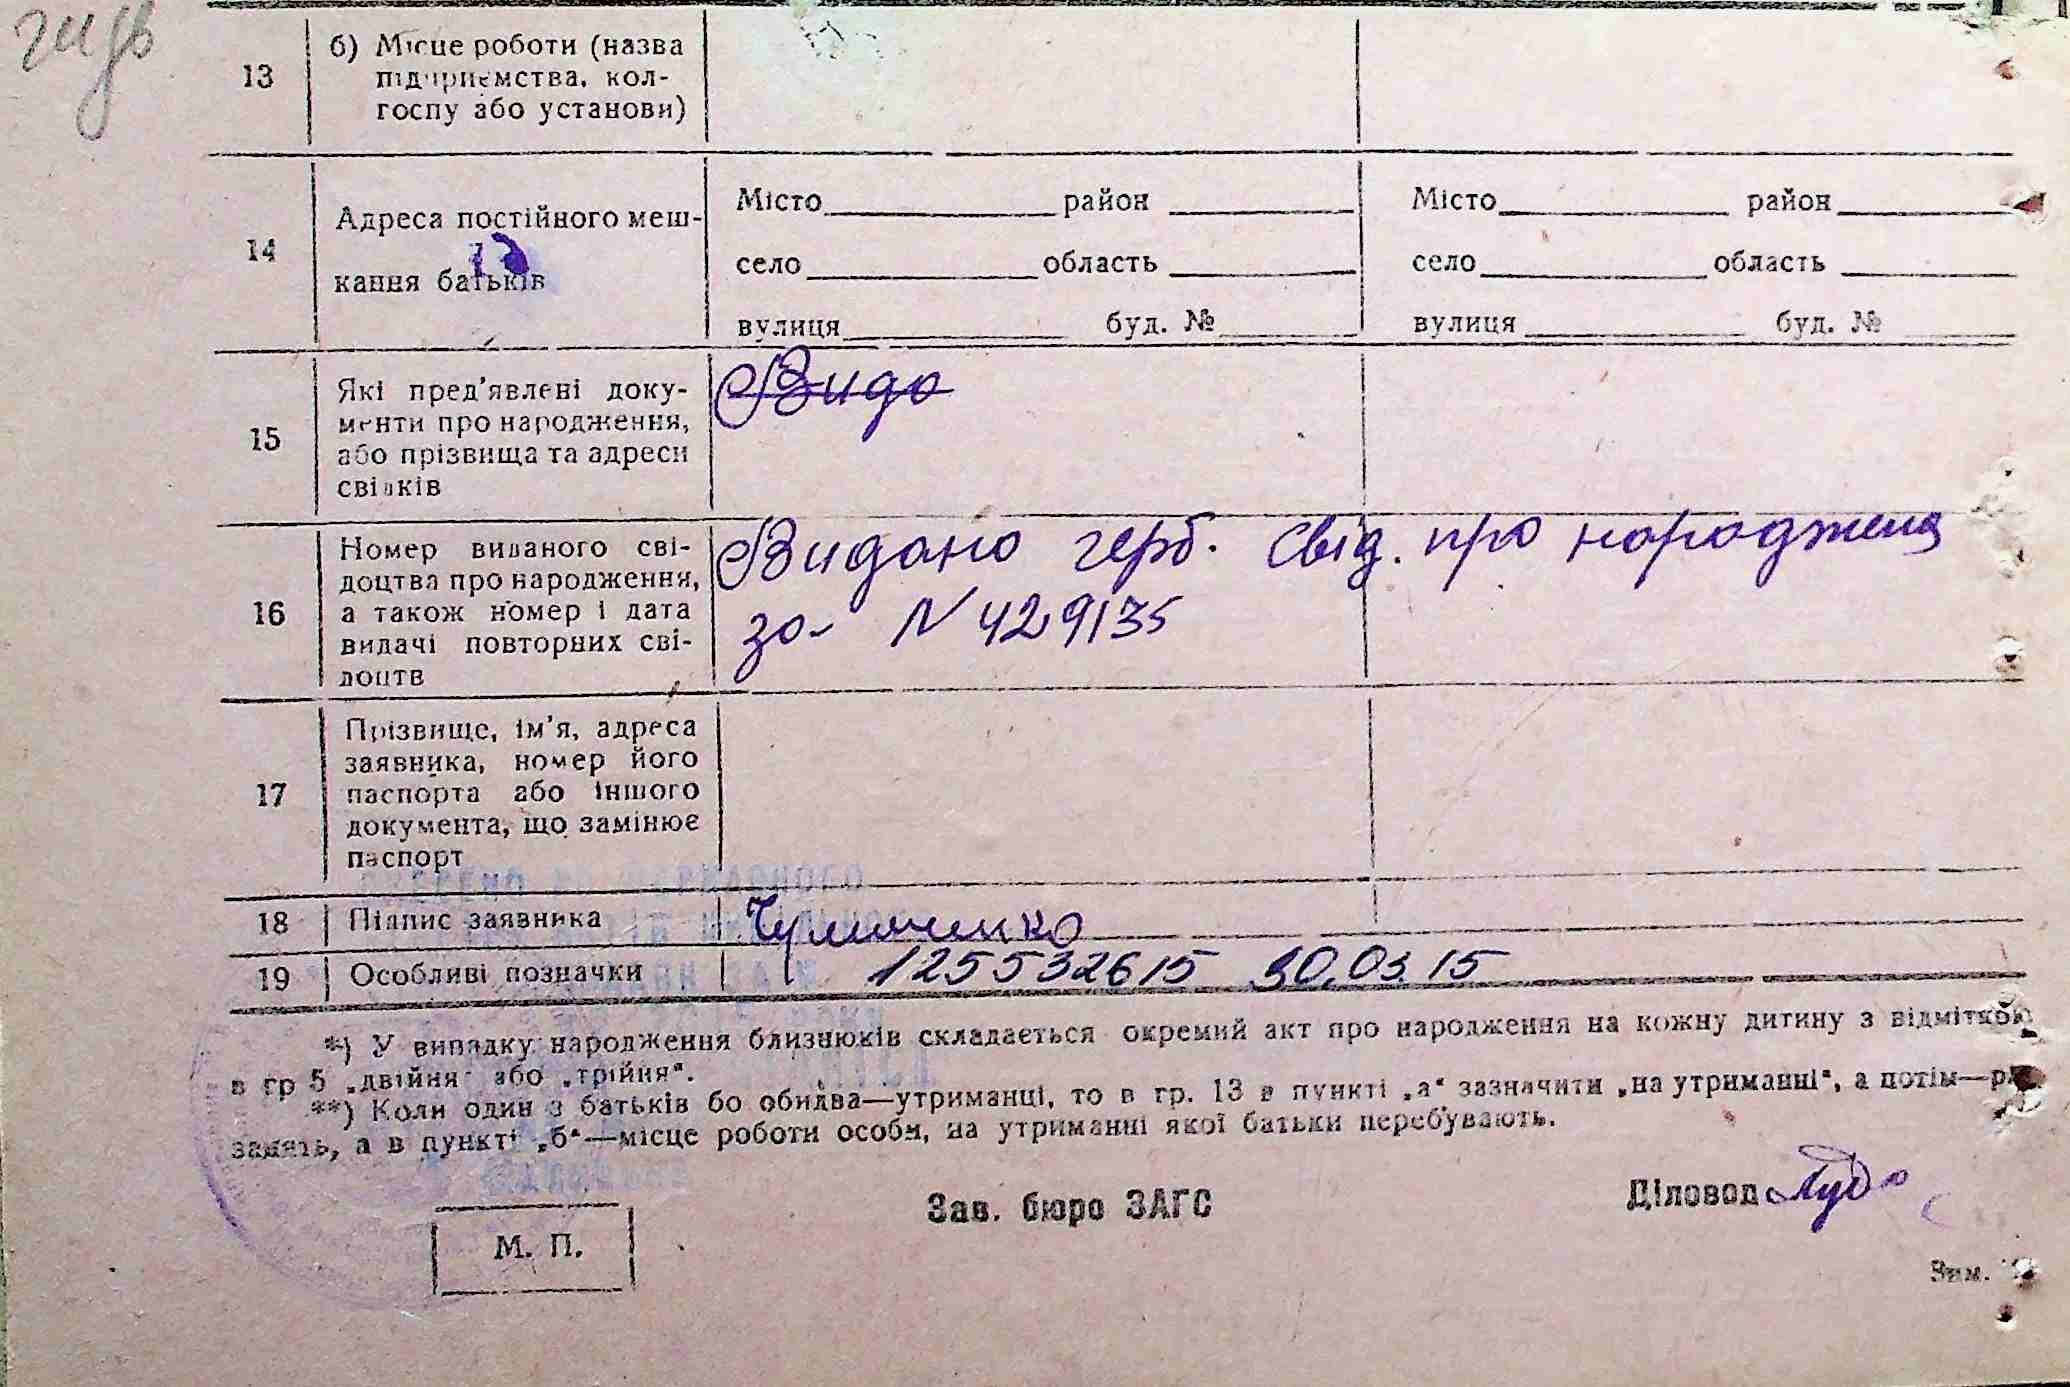 13
б) Місце роботи (назва
підприємства, кол-
госпу або установи)
14
Адреса постійного меш-
кання батьків
Місто район
село область
вулиця буд. №
Місто район
село область
вулиця буд. №
15
Які пред'явлені доку-
менти про народження,
або прізвища та адреси
свідків
Видо
16
Номер виданого сві-
доцтва про народження,
а також номер і дата
видачі повторних сві-
доцтв
Видано герб. свід. про народжена
за- N 429135
17
Прізвище, ім'я, адреса
заявника, номер його
паспорта або іншого
документа, що замінює
паспорт
18
Підпис заявника
19
Особливі позначки
125532615 30.03.15
*) У випадку народження близнюків складається окремий акт про народження на кожну дитину з відміткою
в гр 5 „двійня" або „трійня".
**) Коли один з батьків бо обидва—утриманці, то в гр. 13 в пункті „а" зазначити „на утриманні", а потім—
занять, а в пункті „б"—місце роботи особи, на утриманні якої батьки перебувають.
Зав. бюро ЗАГС
Діловод
М. П.
Зам.